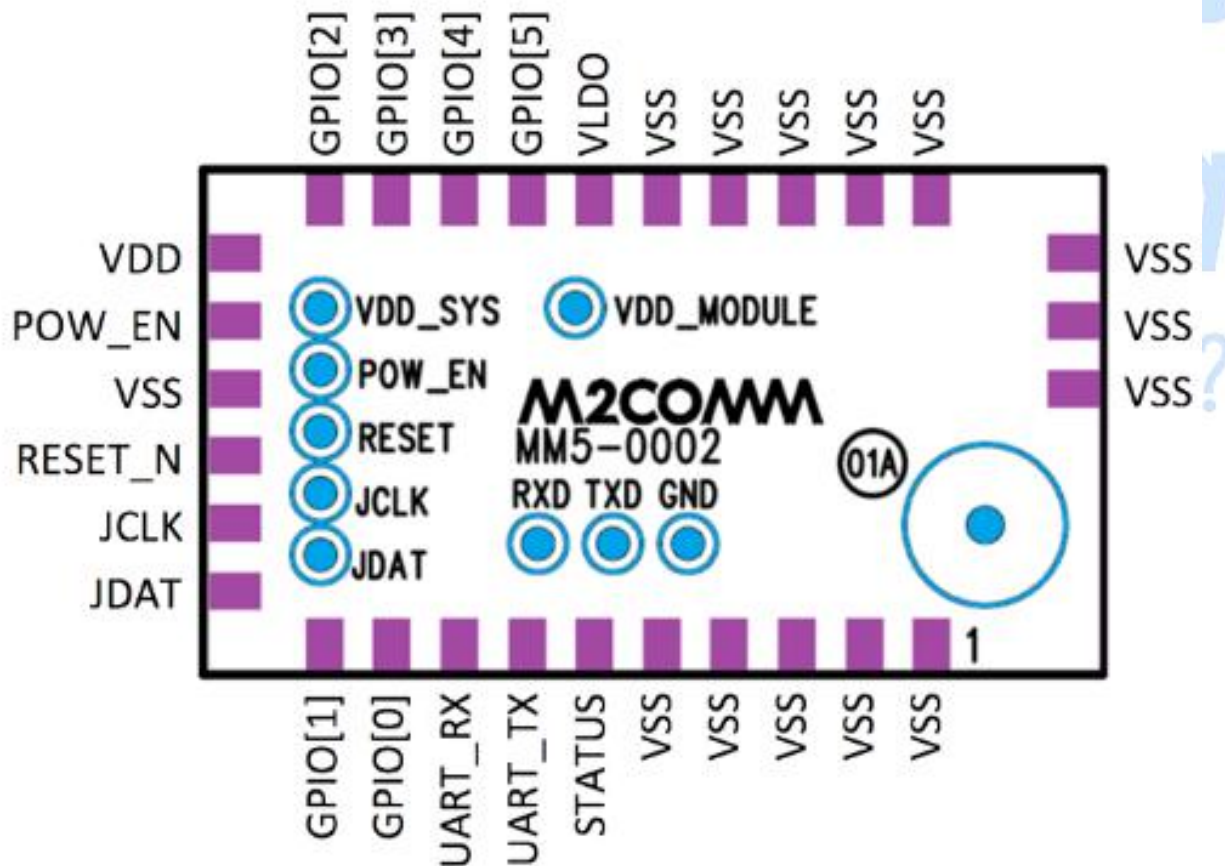 GPIO[2]
GPIO[3]
GPIO[4]
GPIO[5]
VLDO
VSS
VSS
VSS
VSS
VSS
VDD
POW_EN
VSS
RESET_N
JCLK
JDAT
VDD_SYS
POW_EN
RESET
JCLK
JDAT
VDD_MODULE
M2COMM
MM5-0002
01A
RXD TXD GND
VSS
VSS
VSS
1
GPIO[1]
GPIO[0]
UART_RX
UART_TX
STATUS
VSS
VSS
VSS
VSS
VSS
?